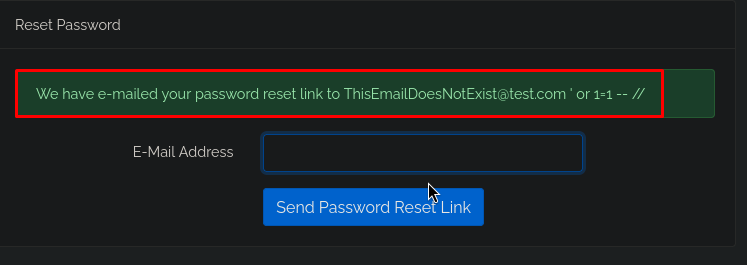 Reset Password
We have e-mailed your password reset link to ThisEmailDoesNotExist@test.com ' or 1=1 -- //
E-Mail Address
Send Password Reset Link